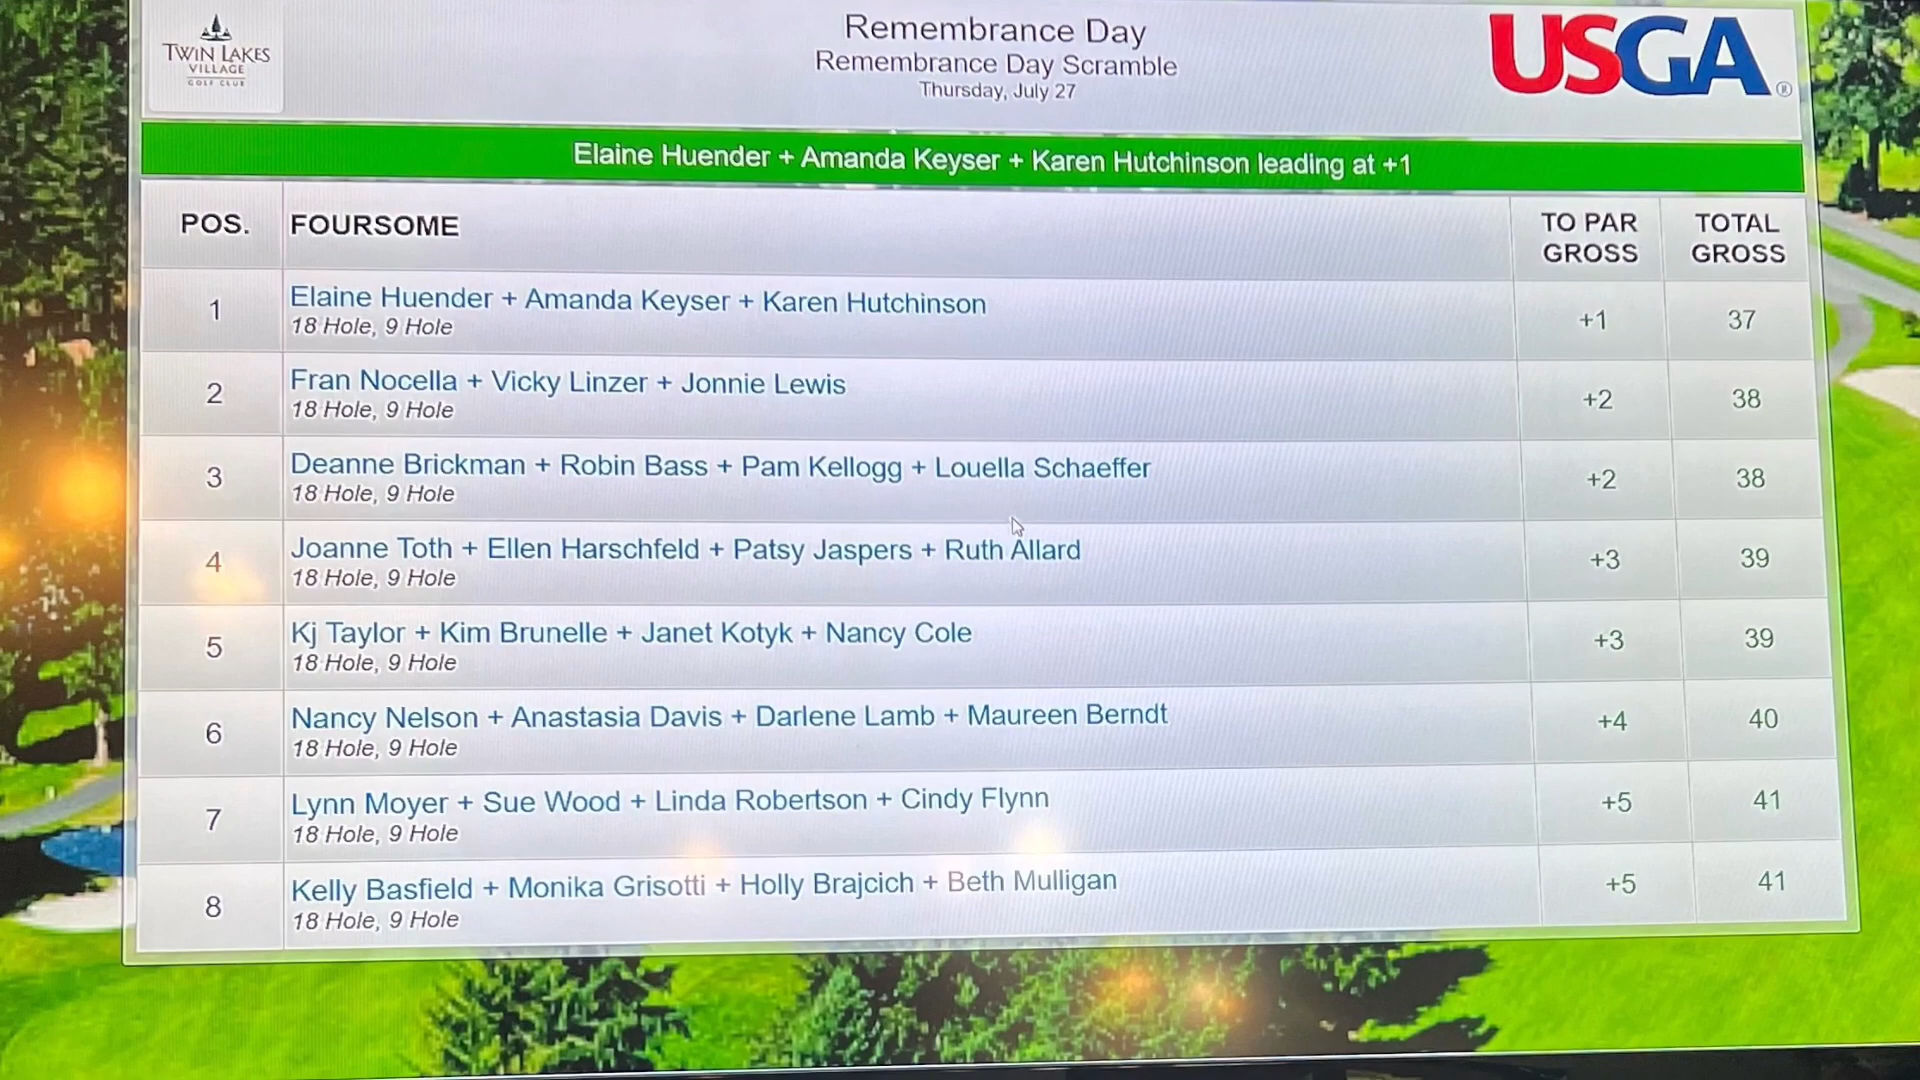 TWIN LAKES
VILLAGE
GOLF CLUB
Remembrance Day
Remembrance Day Scramble
Thursday, July 27
USGA®
Elaine Huender + Amanda Keyser + Karen Hutchinson leading at +1
POS. FOURSOME TO PAR GROSS TOTAL GROSS
1 Elaine Huender + Amanda Keyser + Karen Hutchinson +1 37
18 Hole, 9 Hole
2 Fran Nocella + Vicky Linzer + Jonnie Lewis +2 38
18 Hole, 9 Hole
3 Deanne Brickman + Robin Bass + Pam Kellogg + Louella Schaeffer +2 38
18 Hole, 9 Hole
4 Joanne Toth + Ellen Harschfeld + Patsy Jaspers + Ruth Allard +3 39
18 Hole, 9 Hole
5 Kj Taylor + Kim Brunelle + Janet Kotyk + Nancy Cole +3 39
18 Hole, 9 Hole
6 Nancy Nelson + Anastasia Davis + Darlene Lamb + Maureen Berndt +4 40
18 Hole, 9 Hole
7 Lynn Moyer + Sue Wood + Linda Robertson + Cindy Flynn +5 41
18 Hole, 9 Hole
8 Kelly Basfield + Monika Grisotti + Holly Brajcich + Beth Mulligan +5 41
18 Hole, 9 Hole